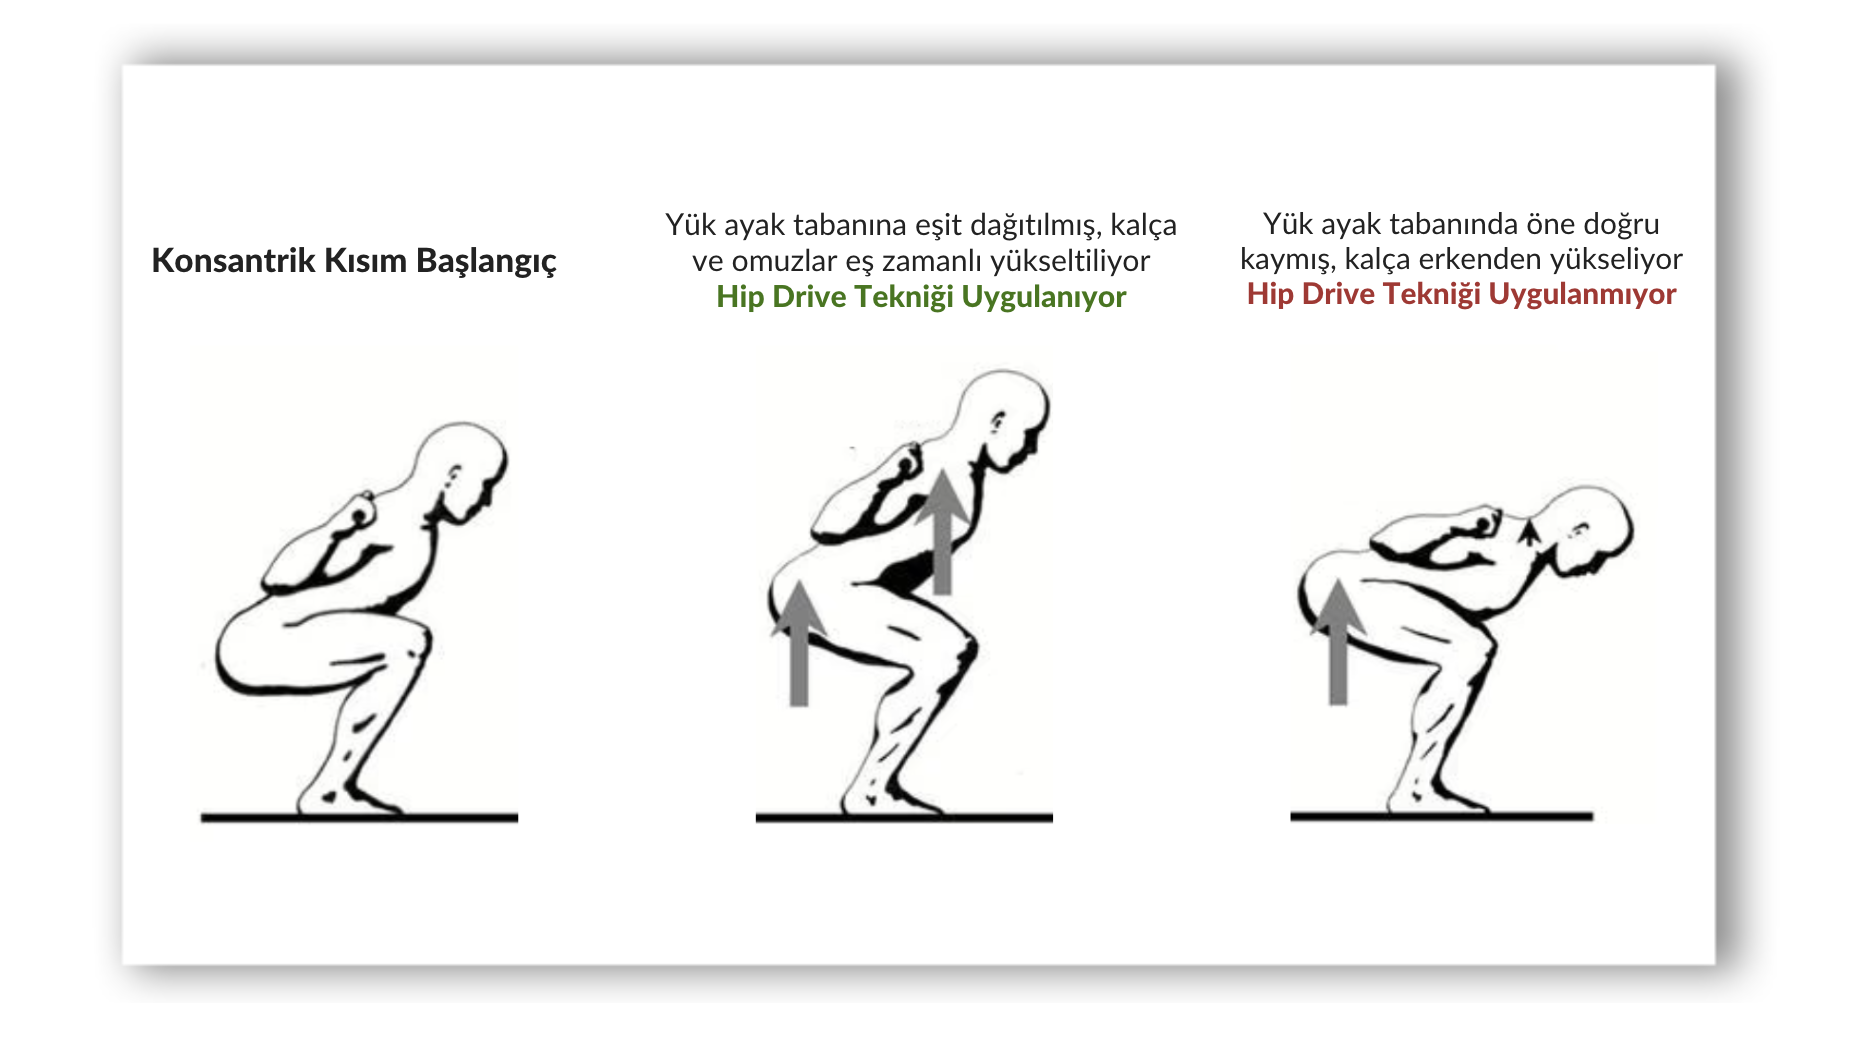 Konsantrik Kısım Başlangıç
Yük ayak tabanına eşit dağıtılmış, kalça
ve omuzlar eş zamanlı yükseltiliyor
Hip Drive Tekniği Uygulanıyor
Yük ayak tabanında öne doğru
kaymış, kalça erkenden yükseliyor
Hip Drive Tekniği Uygulanmıyor